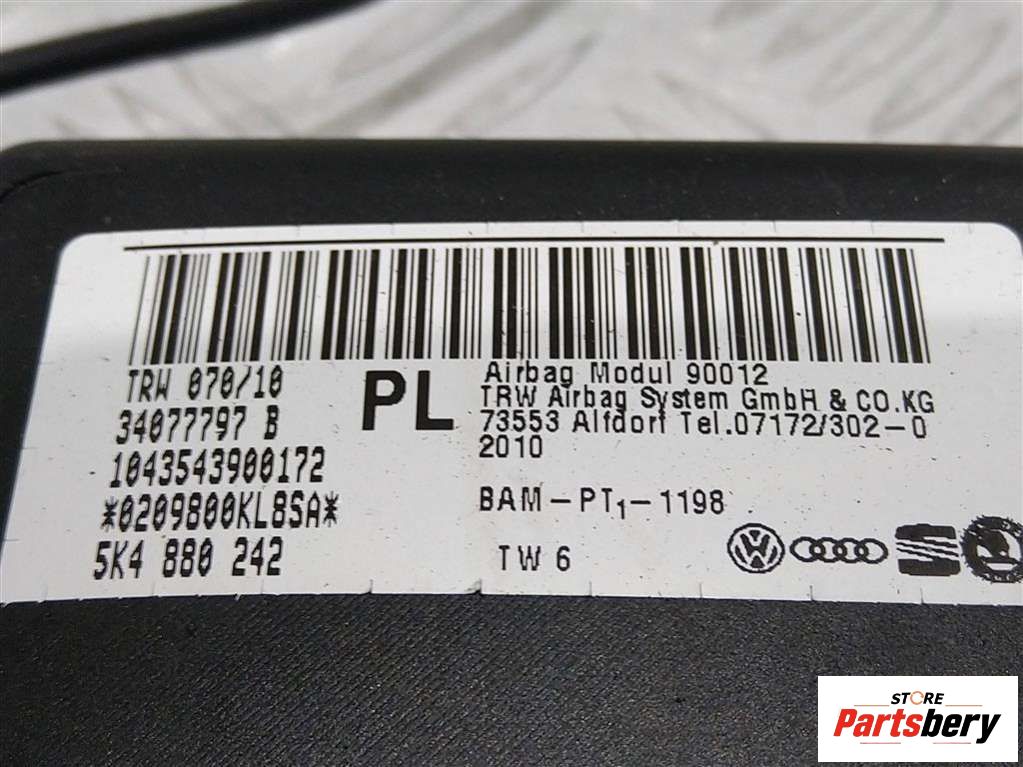 TRW 070/10
34077797 B
1043543900172
*0209800KL8SA*
5K4 880 242
PL
Airbag Modul 90012
TRW Airbag System GmbH & CO.KG
73553 Alfdorf Tel.07172/302-0
2010
BAM-PT1-1198
TW 6
STORE
Partsbery